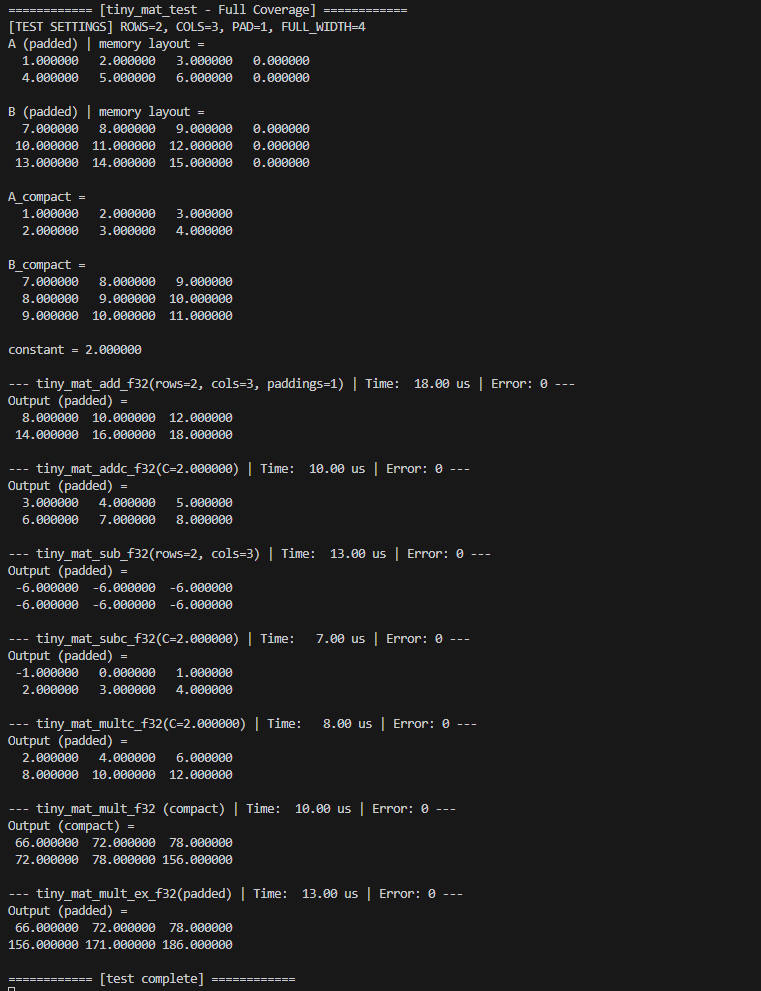 ============ [tiny_mat_test - Full Coverage] ============
[TEST SETTINGS] ROWS=2, COLS=3, PAD=1, FULL_WIDTH=4
A (padded) | memory layout =
  1.000000   2.000000   3.000000   0.000000
  4.000000   5.000000   6.000000   0.000000

B (padded) | memory layout =
  7.000000   8.000000   9.000000   0.000000
 10.000000  11.000000  12.000000   0.000000
 13.000000  14.000000  15.000000   0.000000

A_compact =
  1.000000   2.000000   3.000000
  2.000000   3.000000   4.000000

B_compact =
  7.000000   8.000000   9.000000
  8.000000   9.000000  10.000000
  9.000000  10.000000  11.000000

constant = 2.000000

--- tiny_mat_add_f32(rows=2, cols=3, paddings=1) | Time:  18.00 us | Error: 0 ---
Output (padded) =
  8.000000  10.000000  12.000000
 14.000000  16.000000  18.000000

--- tiny_mat_addc_f32(C=2.000000) | Time:  10.00 us | Error: 0 ---
Output (padded) =
  3.000000   4.000000   5.000000
  6.000000   7.000000   8.000000

--- tiny_mat_sub_f32(rows=2, cols=3) | Time:  13.00 us | Error: 0 ---
Output (padded) =
 -6.000000  -6.000000  -6.000000
 -6.000000  -6.000000  -6.000000

--- tiny_mat_subc_f32(C=2.000000) | Time:   7.00 us | Error: 0 ---
Output (padded) =
 -1.000000   0.000000   1.000000
  2.000000   3.000000   4.000000

--- tiny_mat_multc_f32(C=2.000000) | Time:   8.00 us | Error: 0 ---
Output (padded) =
  2.000000   4.000000   6.000000
  8.000000  10.000000  12.000000

--- tiny_mat_mult_f32 (compact) | Time:  10.00 us | Error: 0 ---
Output (compact) =
 66.000000  72.000000  78.000000
 72.000000  78.000000 156.000000

--- tiny_mat_mult_ex_f32(padded) | Time:  13.00 us | Error: 0 ---
Output (padded) =
 66.000000  72.000000  78.000000
156.000000 171.000000 186.000000

============ [test complete] ============